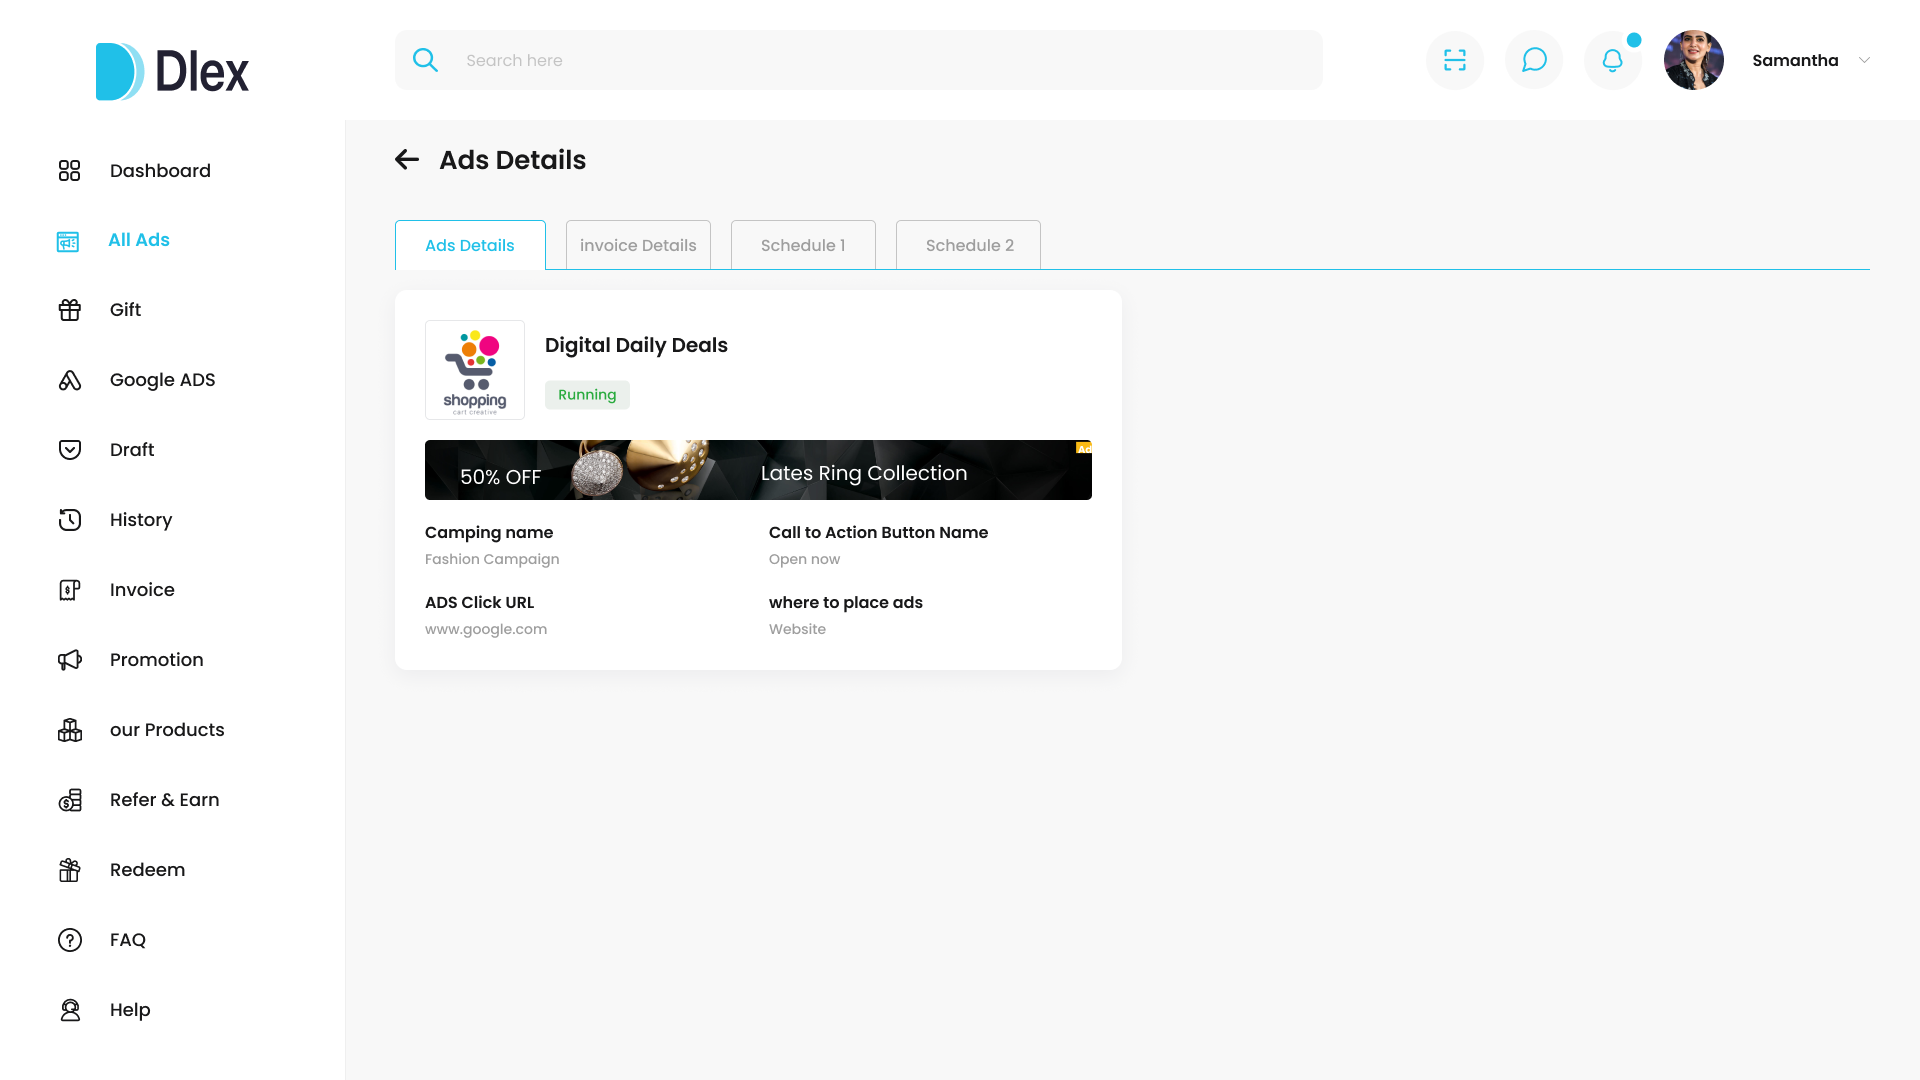 Dlex
Search here
Samantha
Dashboard
All Ads
Gift
Google ADS
Draft
History
Invoice
Promotion
our Products
Refer & Earn
Redeem
FAQ
Help
Ads Details
Ads Details
invoice Details
Schedule 1
Schedule 2
shopping
cart creative
Digital Daily Deals
Running
50% OFF
Lates Ring Collection
Ad
Camping name
Fashion Campaign
Call to Action Button Name
Open now
ADS Click URL
www.google.com
where to place ads
Website